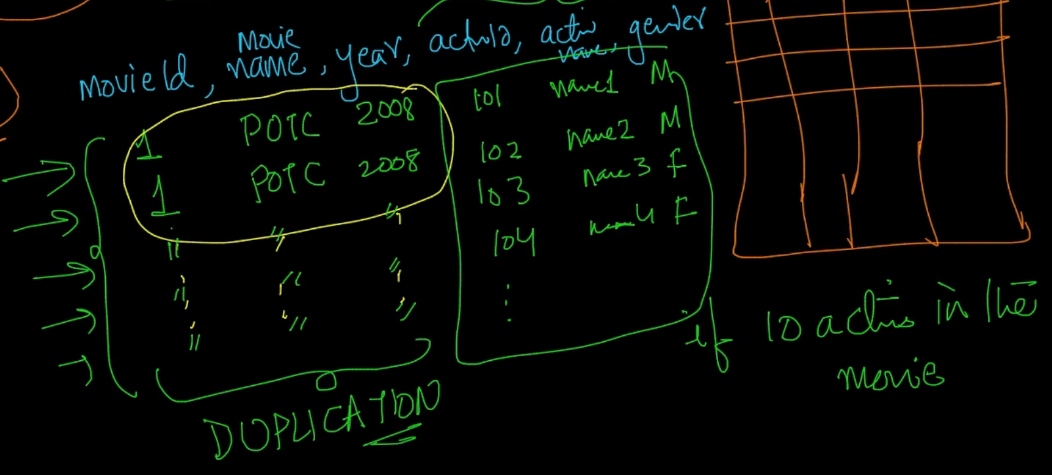 Movie
MovieId, name, year, actorId, actor name, gender
1 POTC 2008 101 name1 M
1 POTC 2008 102 name2 M
" " " 103 name3 f
" " " 104 name4 F
" " " :
if 10 actors in the
movie
DUPLICATION